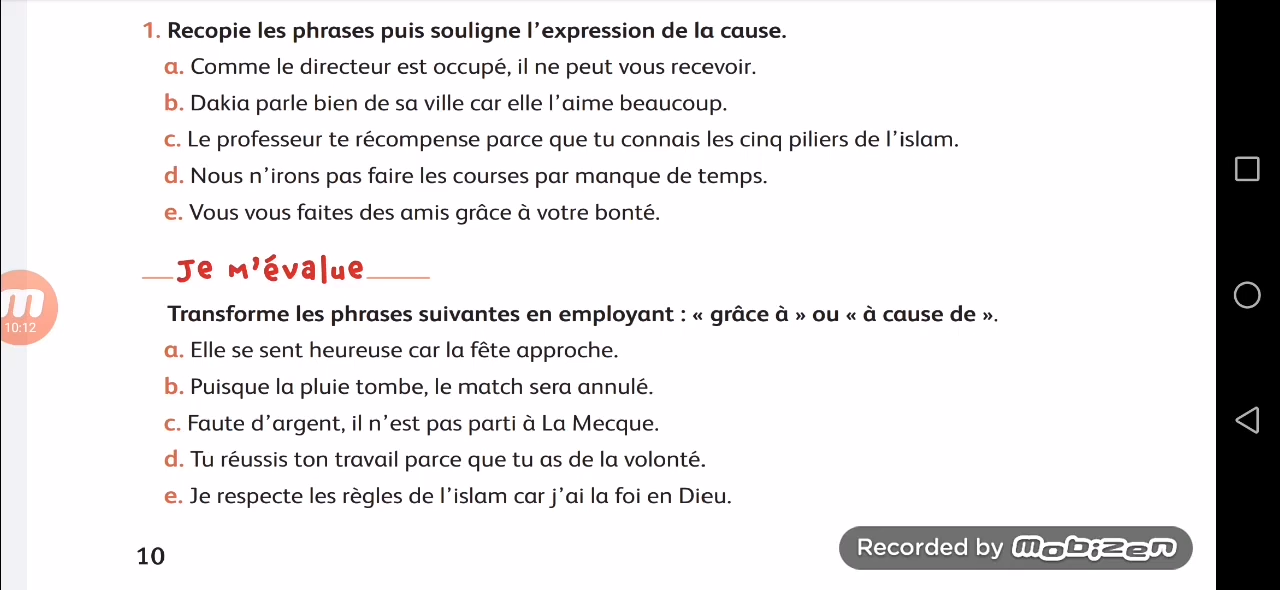 1. Recopie les phrases puis souligne l’expression de la cause.
a. Comme le directeur est occupé, il ne peut vous recevoir.
b. Dakia parle bien de sa ville car elle l’aime beaucoup.
c. Le professeur te récompense parce que tu connais les cinq piliers de l’islam.
d. Nous n’irons pas faire les courses par manque de temps.
e. Vous vous faites des amis grâce à votre bonté.
Je m’évalue
Transforme les phrases suivantes en employant : « grâce à » ou « à cause de ».
a. Elle se sent heureuse car la fête approche.
b. Puisque la pluie tombe, le match sera annulé.
c. Faute d’argent, il n’est pas parti à La Mecque.
d. Tu réussis ton travail parce que tu as de la volonté.
e. Je respecte les règles de l’islam car j’ai la foi en Dieu.
10
m
10:12
Recorded by mobizen